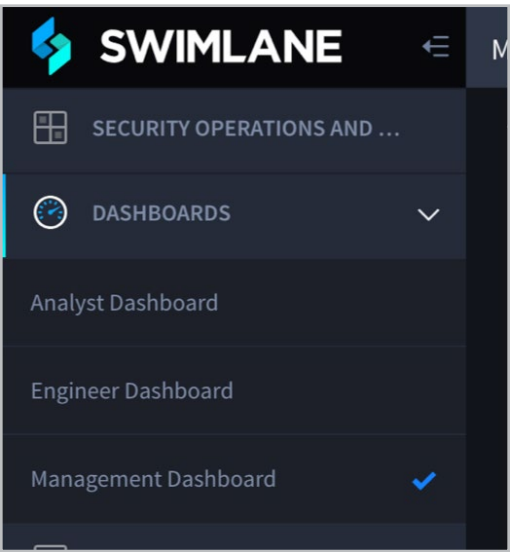 SWIMLANE
M
SECURITY OPERATIONS AND ...
DASHBOARDS
Analyst Dashboard
Engineer Dashboard
Management Dashboard